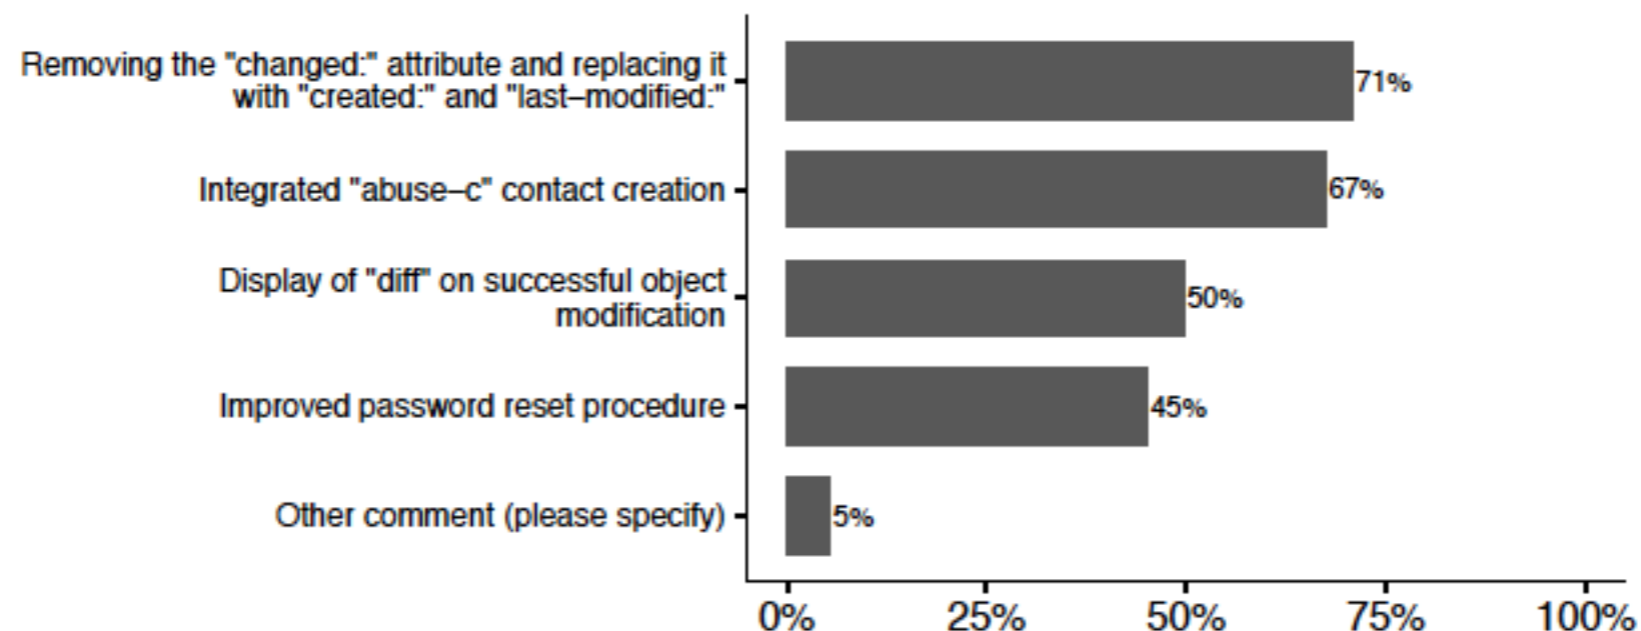 Removing the "changed:" attribute and replacing it
with "created:" and "last–modified:"
71%
Integrated "abuse–c" contact creation
67%
Display of "diff" on successful object
modification
50%
Improved password reset procedure
45%
Other comment (please specify)
5%
0% 25% 50% 75% 100%